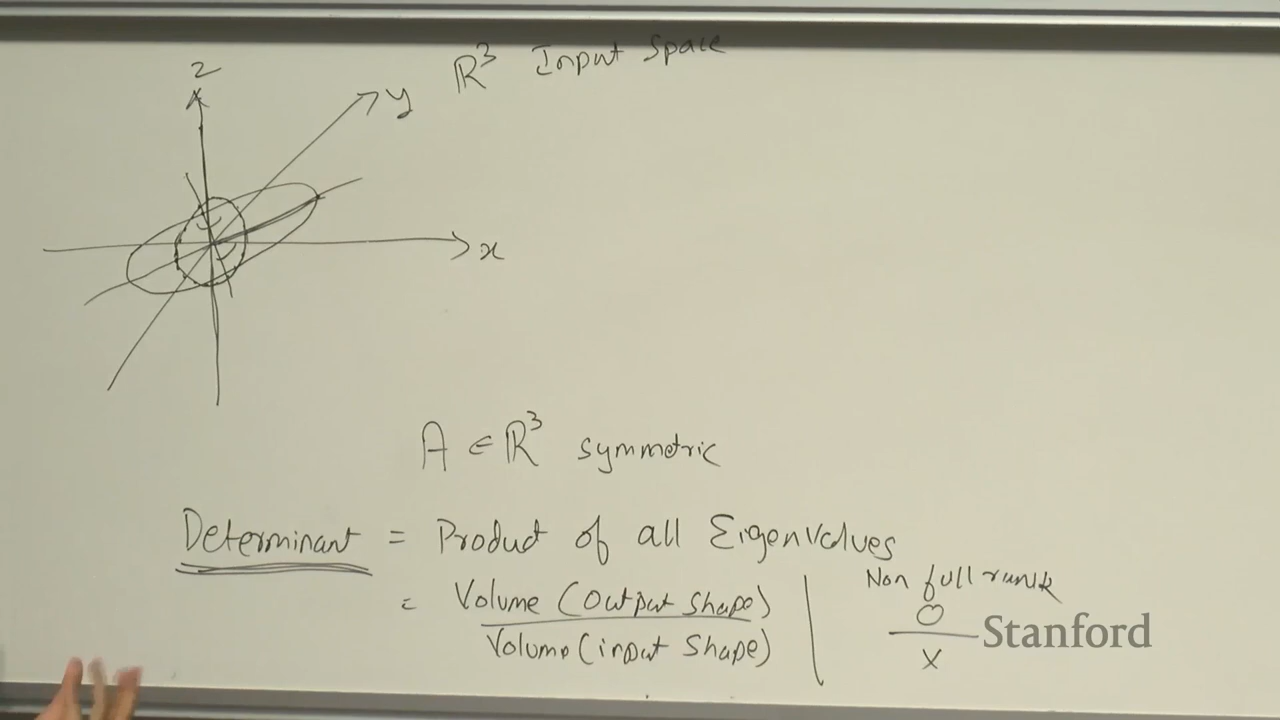 z
y
ℝ³ Input Space
x
A ∈ ℝ³ symmetric
Determinant = Product of all Eigenvalues
= Volume (Output Shape)
Volume (input Shape)
Non full rank
0
x
Stanford